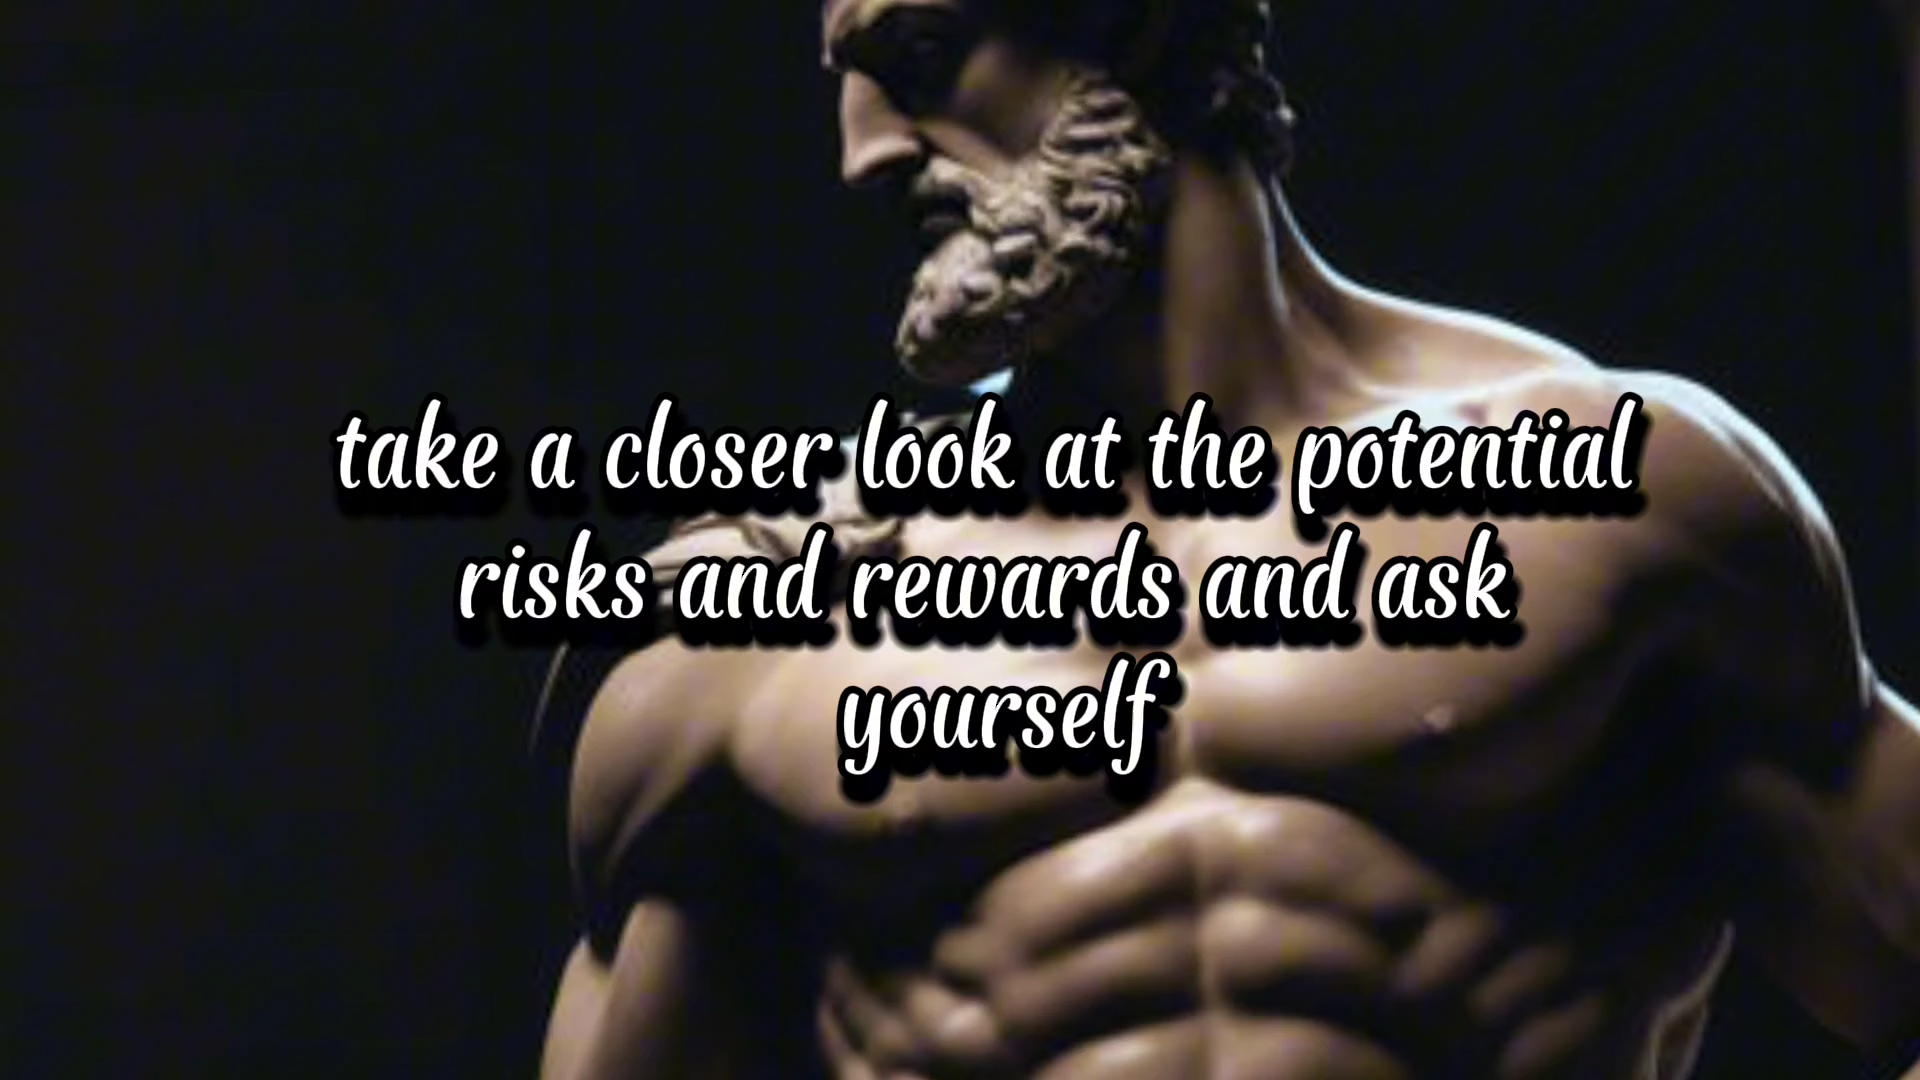 take a closer look at the potential
risks and rewards and ask
yourself